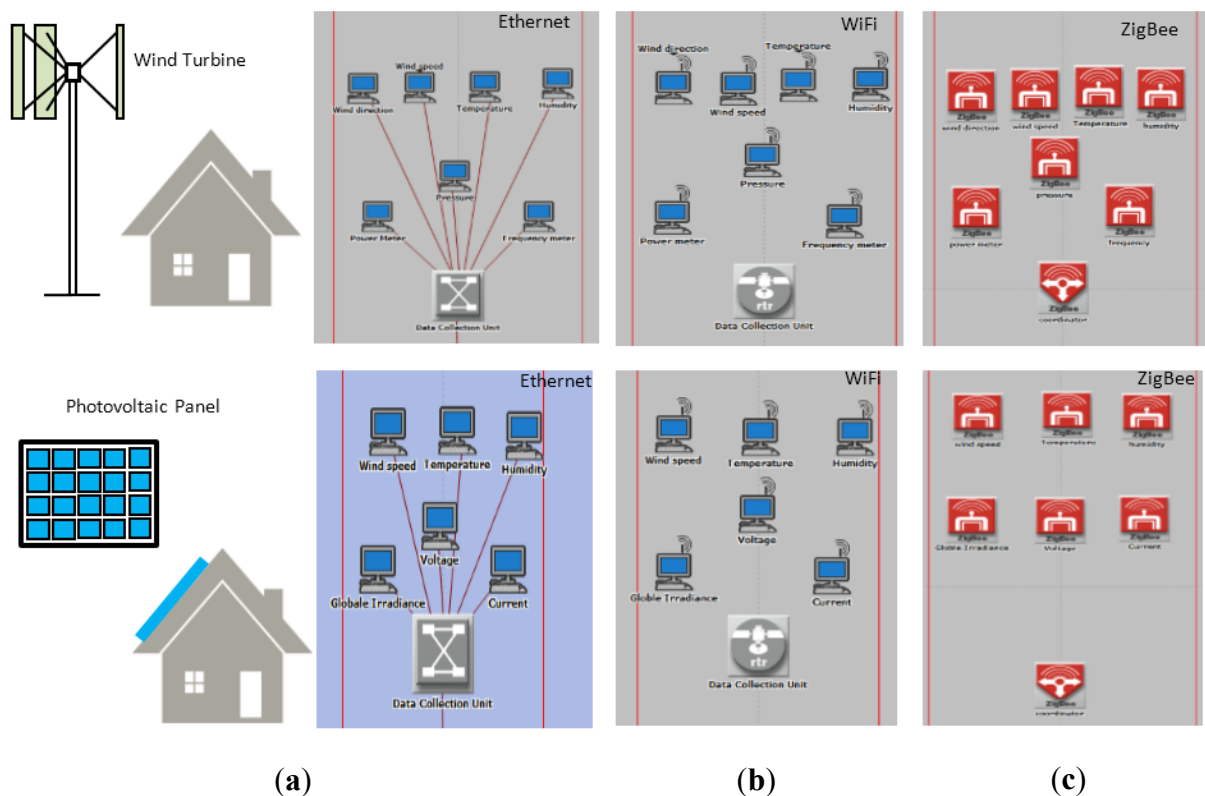 Wind Turbine
Ethernet
Wind direction
Wind speed
Temperature
Humidity
Pressure
Power Meter
Frequency meter
Data Collection Unit
WiFi
Wind direction
Temperature
Wind speed
Humidity
Pressure
Power meter
Frequency meter
rtr
Data Collection Unit
ZigBee
ZigBee
ZigBee
ZigBee
ZigBee
wind direction
wind speed
Temperature
humidity
ZigBee
pressure
ZigBee
ZigBee
power meter
frequency
ZigBee
coordinator
Photovoltaic Panel
Ethernet
Wind speed
Temperature
Humidity
Voltage
Globale Irradiance
Current
Data Collection Unit
WiFi
Wind speed
Temperature
Humidity
Voltage
Globle Irradiance
Current
rtr
Data Collection Unit
ZigBee
ZigBee
ZigBee
ZigBee
wind speed
Temperature
humidity
ZigBee
ZigBee
ZigBee
Globle Irradiance
Voltage
Current
ZigBee
coordinator
(a)
(b)
(c)